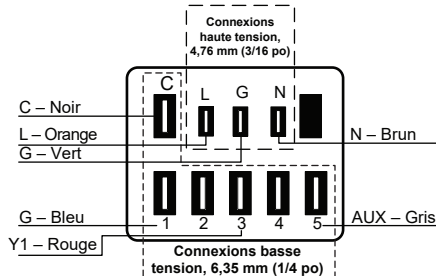 Connexions
haute tension,
4,76 mm (3/16 po)
C
L G N
C – Noir
L – Orange
G – Vert
N – Brun
G – Bleu
Y1 – Rouge
1 2 3 4 5
AUX – Gris
Connexions basse
tension, 6,35 mm (1/4 po)